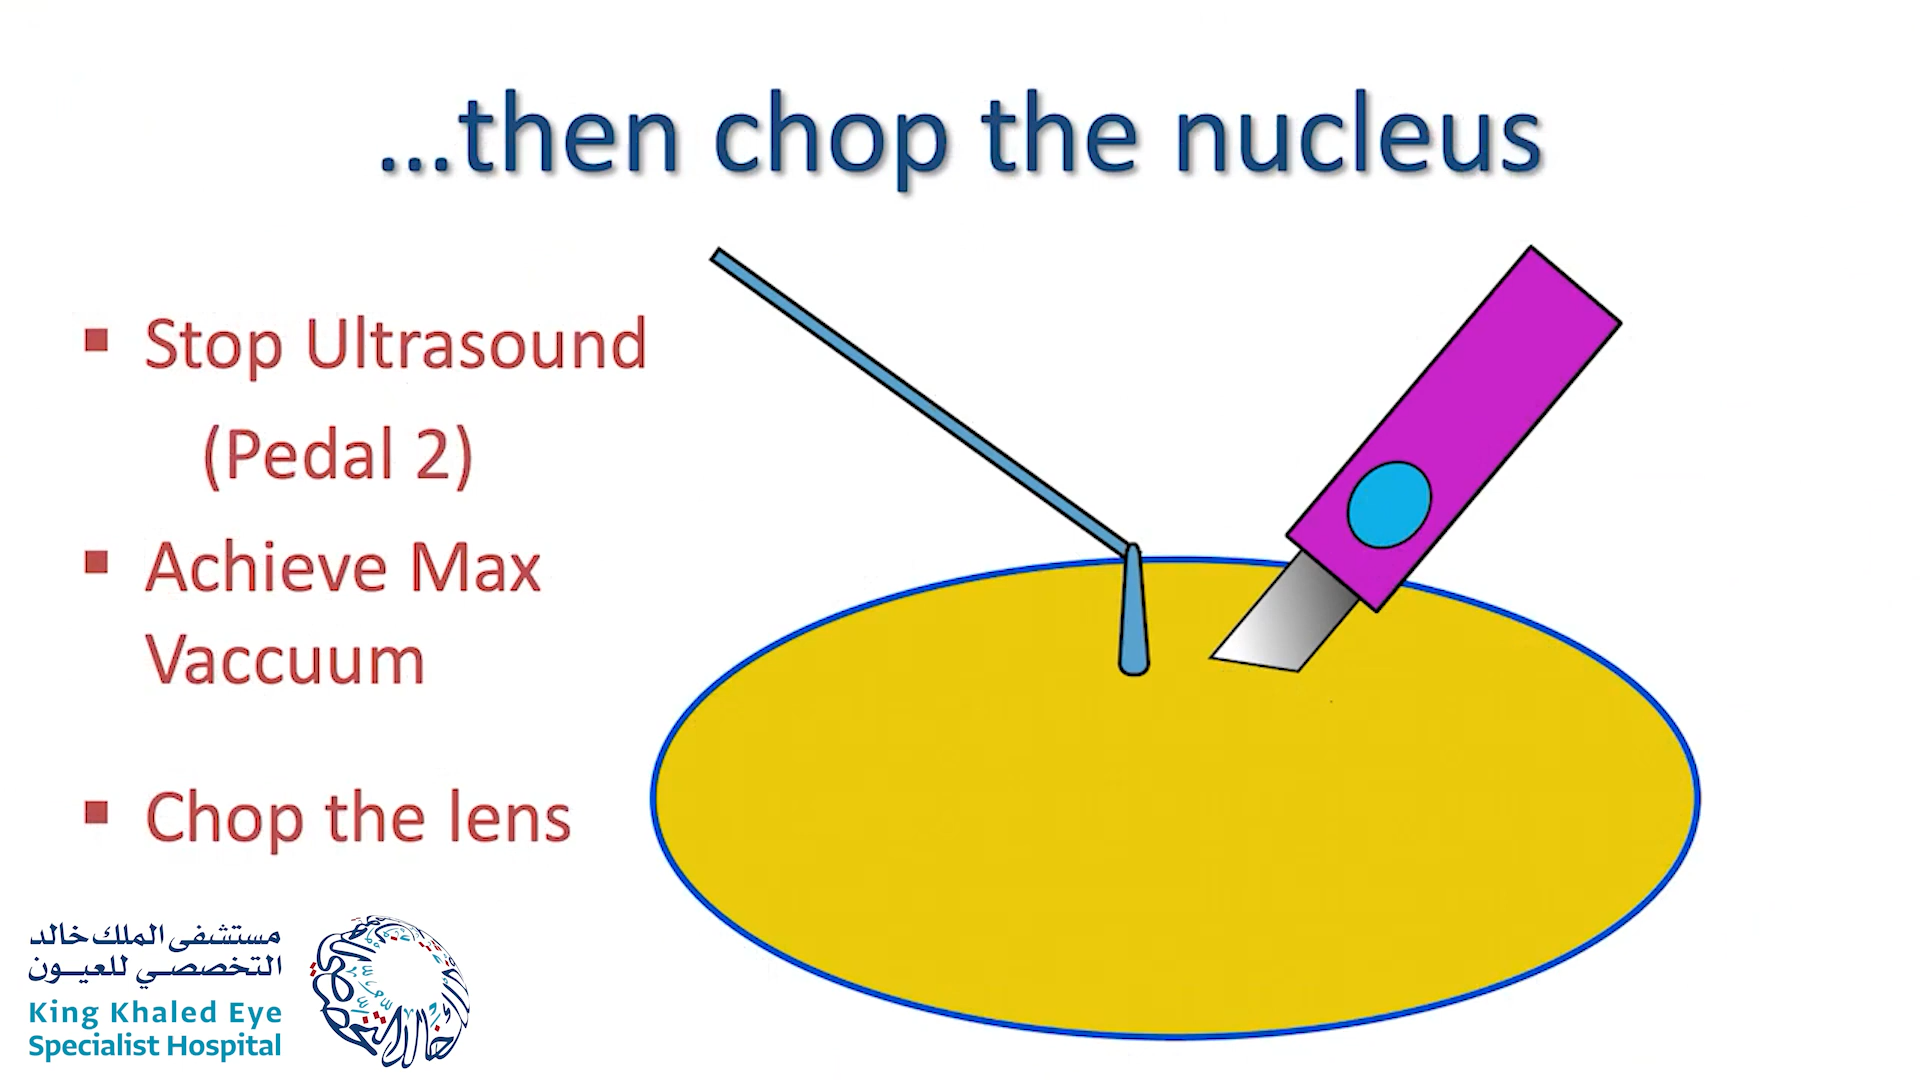 ...then chop the nucleus
▪ Stop Ultrasound
(Pedal 2)
▪ Achieve Max
Vaccuum
▪ Chop the lens
مستشفى الملك خالد
التخصصي للعيون
King Khaled Eye
Specialist Hospital